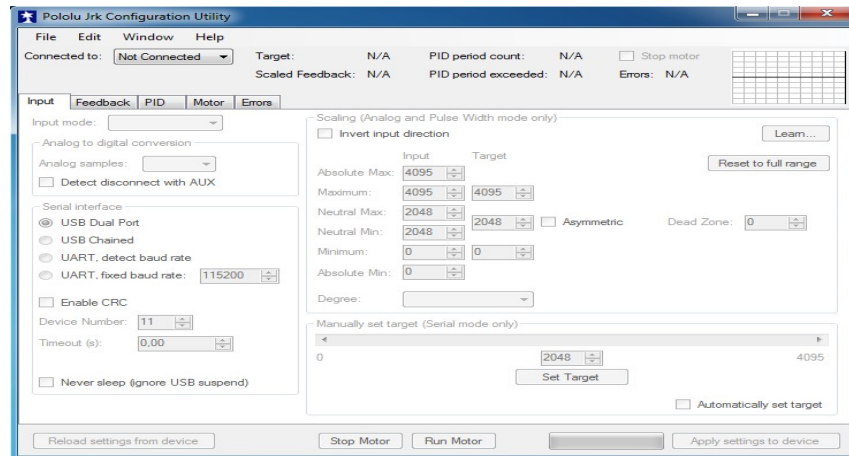 Pololu Jrk Configuration Utility
File Edit Window Help
Connected to: Not Connected Target: N/A PID period count: N/A Stop motor
Scaled Feedback: N/A PID period exceeded: N/A Errors: N/A
Input Feedback PID Motor Errors
Input mode:
Analog to digital conversion
Analog samples:
Detect disconnect with AUX
Serial interface
USB Dual Port
USB Chained
UART, detect baud rate
UART, fixed baud rate: 115200
Enable CRC
Device Number: 11
Timeout (s): 0,00
Never sleep (ignore USB suspend)
Scaling (Analog and Pulse Width mode only)
Invert input direction Learn...
Input Target Reset to full range
Absolute Max: 4095
Maximum: 4095 4095
Neutral Max: 2048
2048 Asymmetric Dead Zone: 0
Neutral Min: 2048
Minimum: 0 0
Absolute Min: 0
Degree:
Manually set target (Serial mode only)
0 2048 4095
Set Target
Automatically set target
Reload settings from device Stop Motor Run Motor Apply settings to device